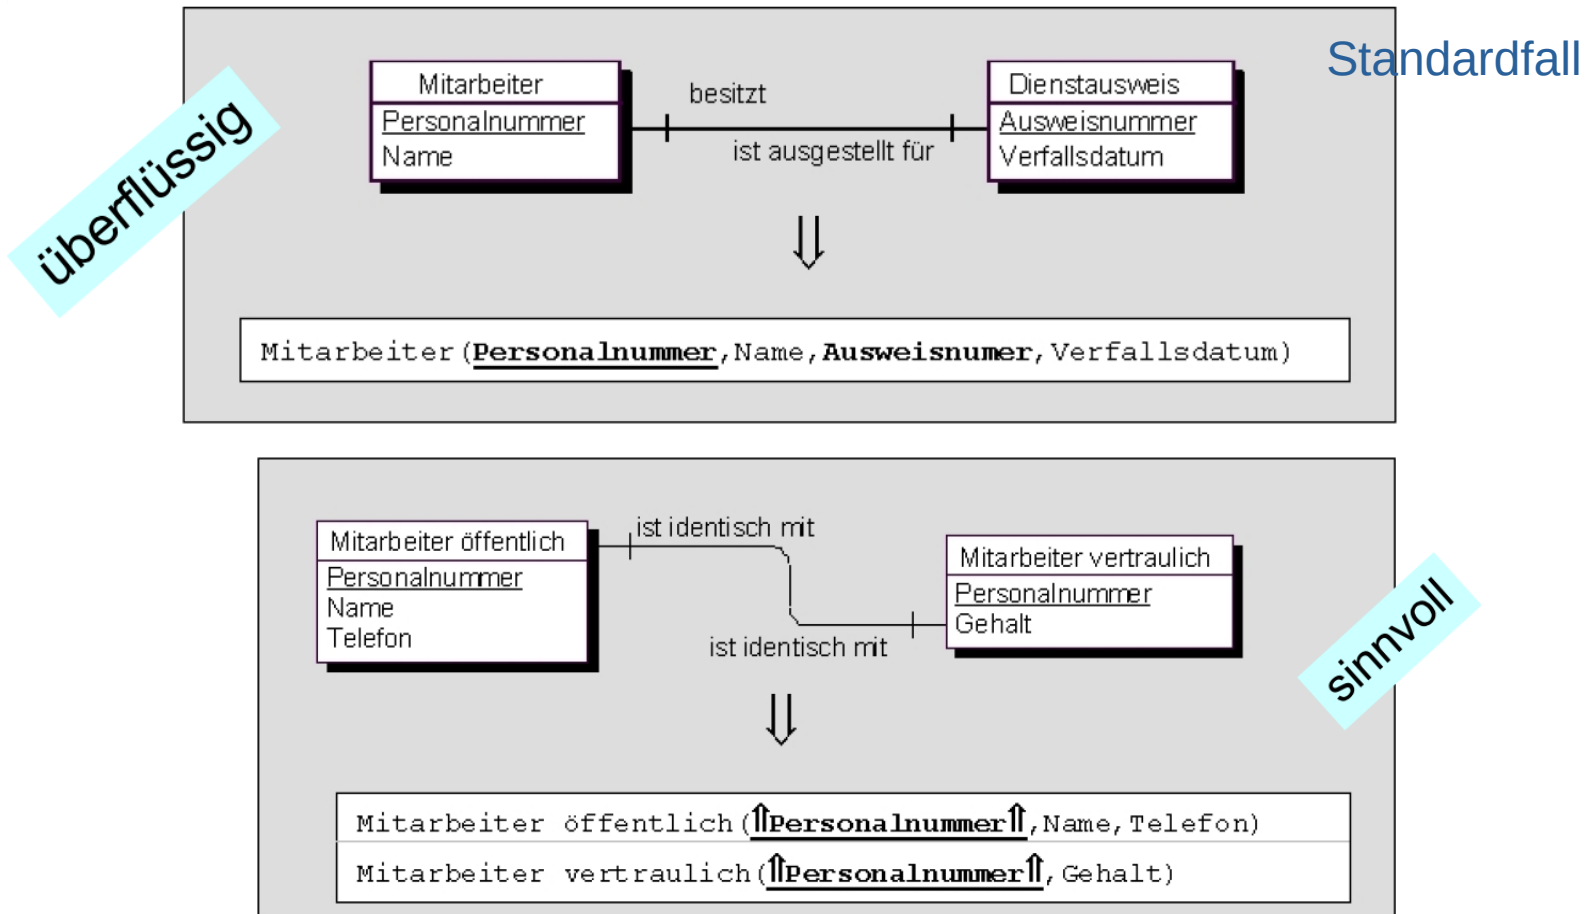 Standardfall
überflüssig
Mitarbeiter
Personalnummer
Name
besitzt
ist ausgestellt für
Dienstausweis
Ausweisnummer
Verfallsdatum
⇓
Mitarbeiter(Personalnummer,Name,Ausweisnumer,Verfallsdatum)
Mitarbeiter öffentlich
Personalnummer
Name
Telefon
ist identisch mit
ist identisch mit
Mitarbeiter vertraulich
Personalnummer
Gehalt
sinnvoll
⇓
Mitarbeiter öffentlich(⇑Personalnummer⇑,Name,Telefon)
Mitarbeiter vertraulich(⇑Personalnummer⇑,Gehalt)